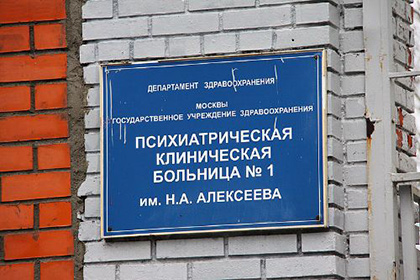 ДЕПАРТАМЕНТ ЗДРАВООХРАНЕНИЯ
МОСКВЫ
ГОСУДАРСТВЕННОЕ УЧРЕЖДЕНИЕ ЗДРАВООХРАНЕНИЯ
ПСИХИАТРИЧЕСКАЯ
КЛИНИЧЕСКАЯ
БОЛЬНИЦА № 1
ИМ. Н.А. АЛЕКСЕЕВА